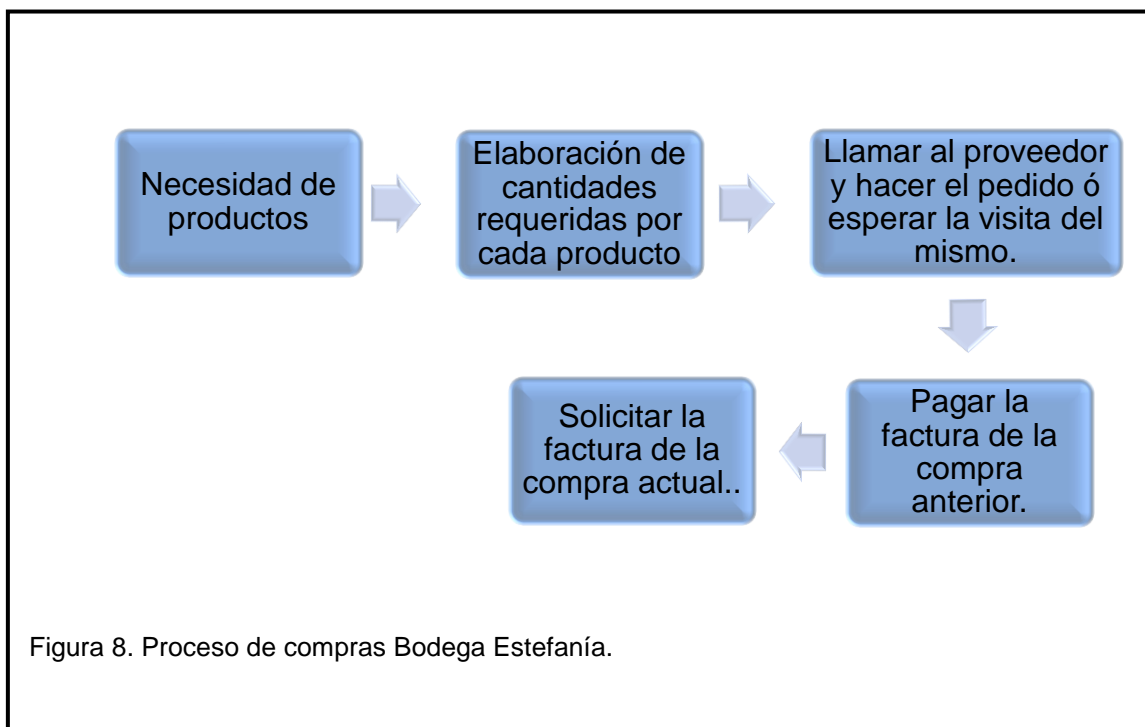 Necesidad de
productos
Elaboración de
cantidades
requeridas por
cada producto
Llamar al proveedor
y hacer el pedido ó
esperar la visita del
mismo.
Pagar la
factura de la
compra
anterior.
Solicitar la
factura de la
compra actual..
Figura 8. Proceso de compras Bodega Estefanía.